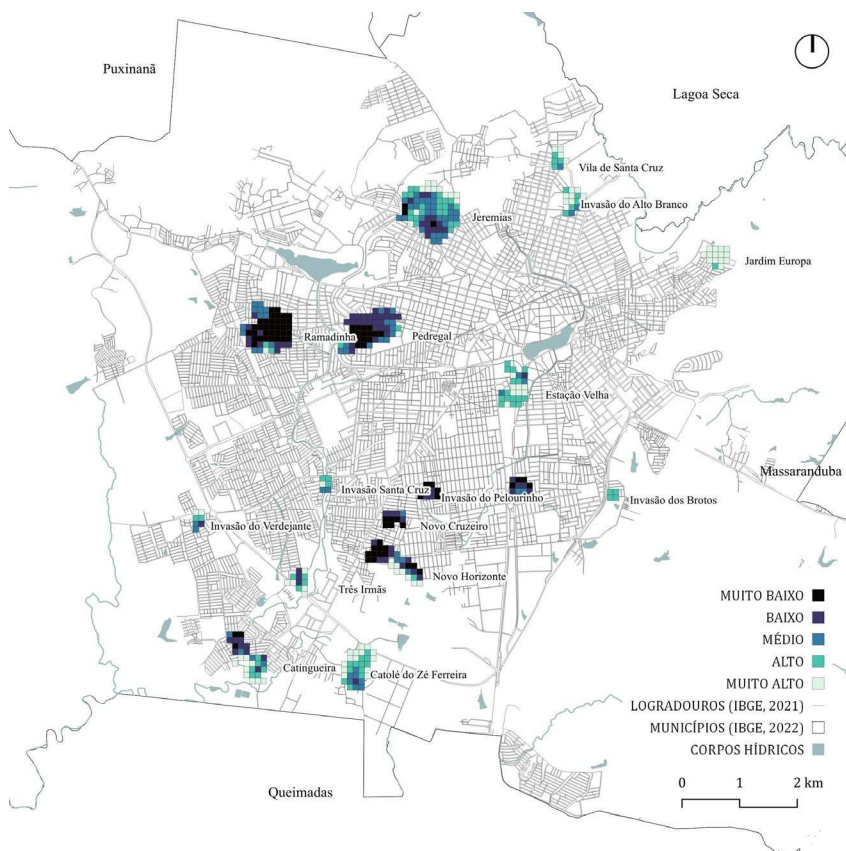 Puxinanã
Lagoa Seca
Vila de Santa Cruz
Invasão do Alto Branco
Jeremias
Jardim Europa
Ramadinha
Pedregal
Estação Velha
Massaranduba
Invasão Santa Cruz
Invasão do Pelourinho
Invasão dos Brotos
Invasão do Verdejante
Novo Cruzeiro
Novo Horizonte
Três Irmãs
Catingueira
Catolé do Zé Ferreira
Queimadas
MUITO BAIXO
BAIXO
MÉDIO
ALTO
MUITO ALTO
LOGRADOUROS (IBGE, 2021)
MUNICÍPIOS (IBGE, 2022)
CORPOS HÍDRICOS
0 1 2 km